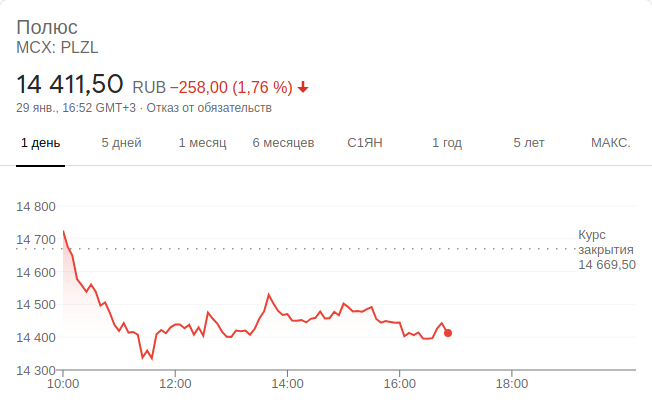 Полюс
MCX: PLZL
14 411,50 RUB −258,00 (1,76 %)
29 янв., 16:52 GMT+3 · Отказ от обязательств
1 день 5 дней 1 месяц 6 месяцев С1ЯН 1 год 5 лет МАКС.
14 800
14 700
14 600
14 500
14 400
14 300
Курс
закрытия
14 669,50
10:00 12:00 14:00 16:00 18:00